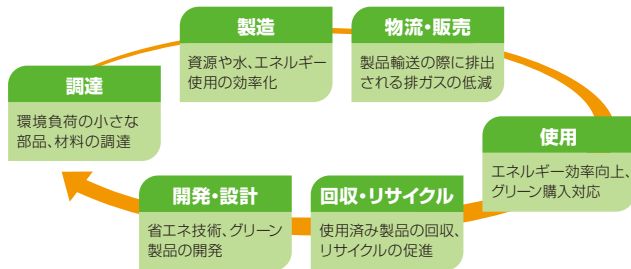 製造
資源や水、エネルギー
使用の効率化
物流・販売
製品輸送の際に排出
される排ガスの低減
調達
環境負荷の小さな
部品、材料の調達
使用
エネルギー効率向上、
グリーン購入対応
開発・設計
省エネ技術、グリーン
製品の開発
回収・リサイクル
使用済み製品の回収、
リサイクルの促進